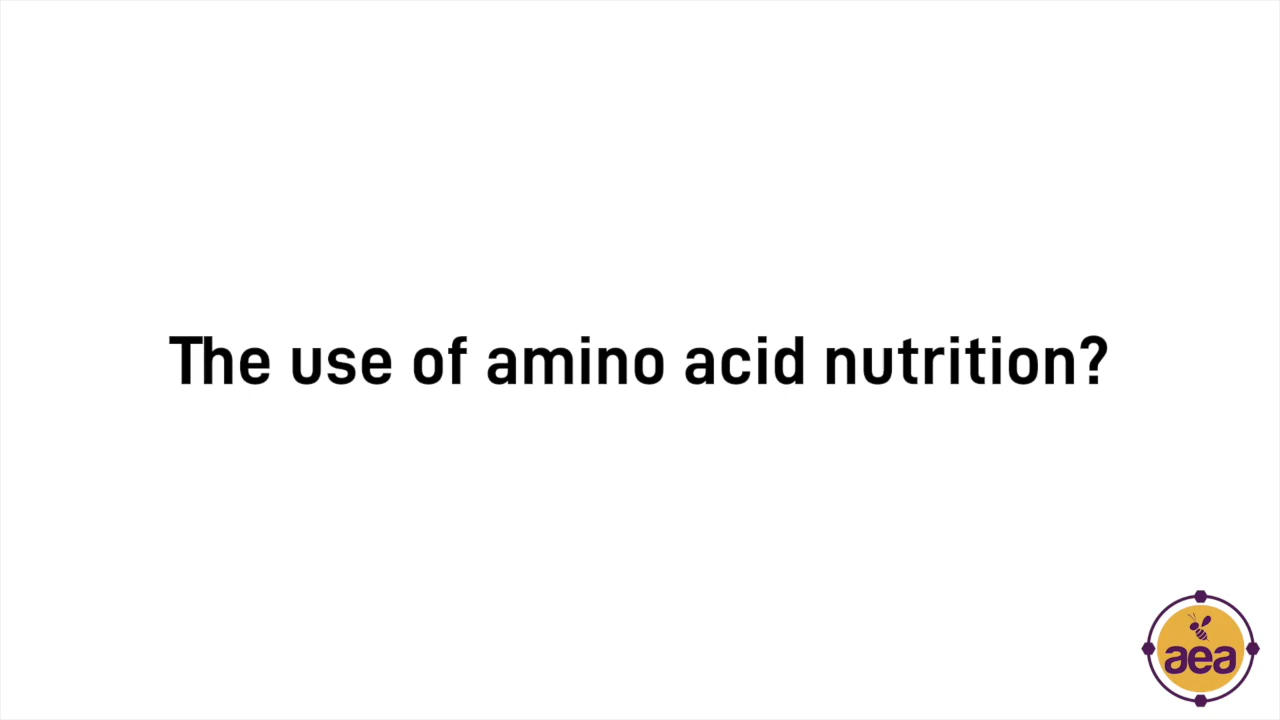 The use of amino acid nutrition?
aea